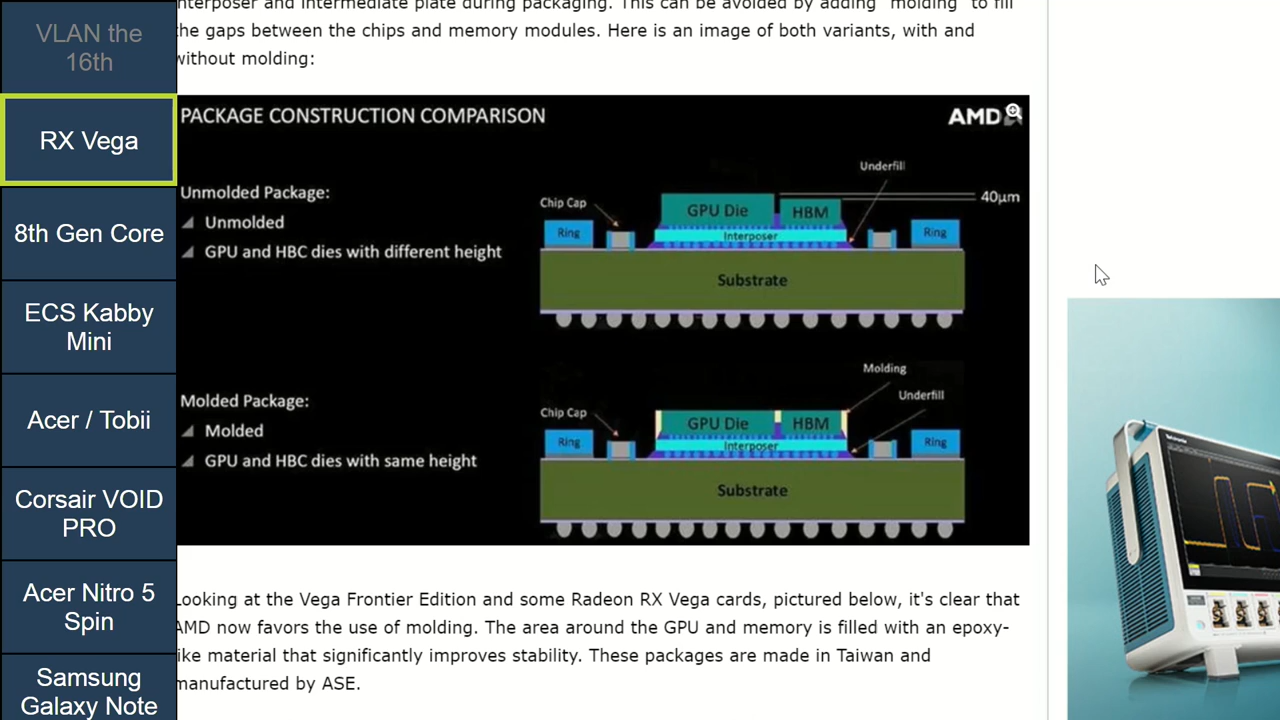 VLAN the
16th
RX Vega
8th Gen Core
ECS Kabby
Mini
Acer / Tobii
Corsair VOID
PRO
Acer Nitro 5
Spin
Samsung
Galaxy Note
interposer and intermediate plate during packaging. This can be avoided by adding "molding" to fill
the gaps between the chips and memory modules. Here is an image of both variants, with and
without molding:
PACKAGE CONSTRUCTION COMPARISON
AMD
Unmolded Package:
Unmolded
GPU and HBC dies with different height
Underfill
40µm
Chip Cap
GPU Die
HBM
Ring
Interposer
Ring
Substrate
Molded Package:
Molded
GPU and HBC dies with same height
Molding
Underfill
Chip Cap
GPU Die
HBM
Ring
Interposer
Ring
Substrate
Looking at the Vega Frontier Edition and some Radeon RX Vega cards, pictured below, it's clear that
AMD now favors the use of molding. The area around the GPU and memory is filled with an epoxy-
like material that significantly improves stability. These packages are made in Taiwan and
manufactured by ASE.
Tektronix